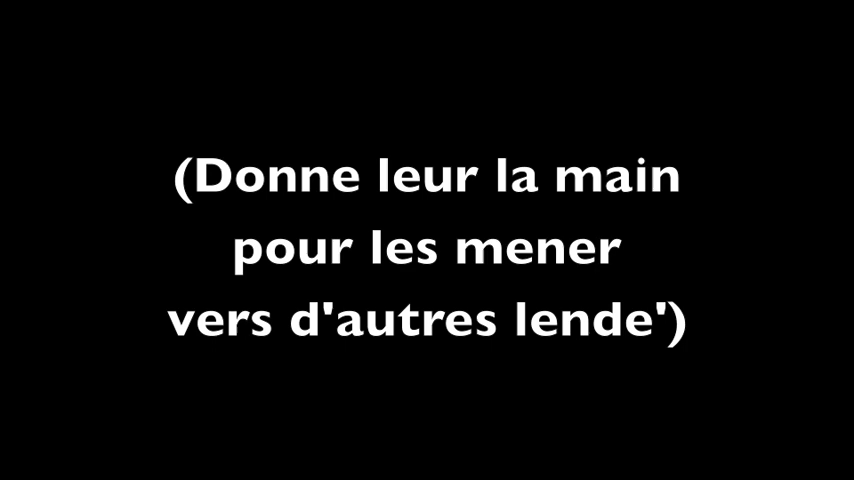 (Donne leur la main
pour les mener
vers d'autres lende')